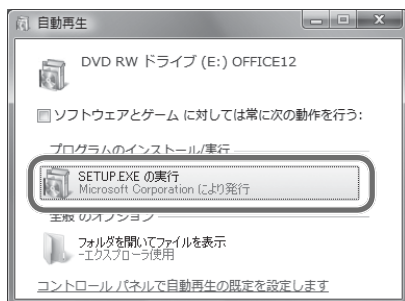 自動再生
DVD RW ドライブ (E:) OFFICE12
ソフトウェアとゲーム に対しては常に次の動作を行う:
プログラムのインストール/実行
SETUP.EXE の実行
Microsoft Corporation により発行
全般 のオプション
フォルダを開いてファイルを表示
-エクスプローラ使用
コントロール パネルで自動再生の既定を設定します